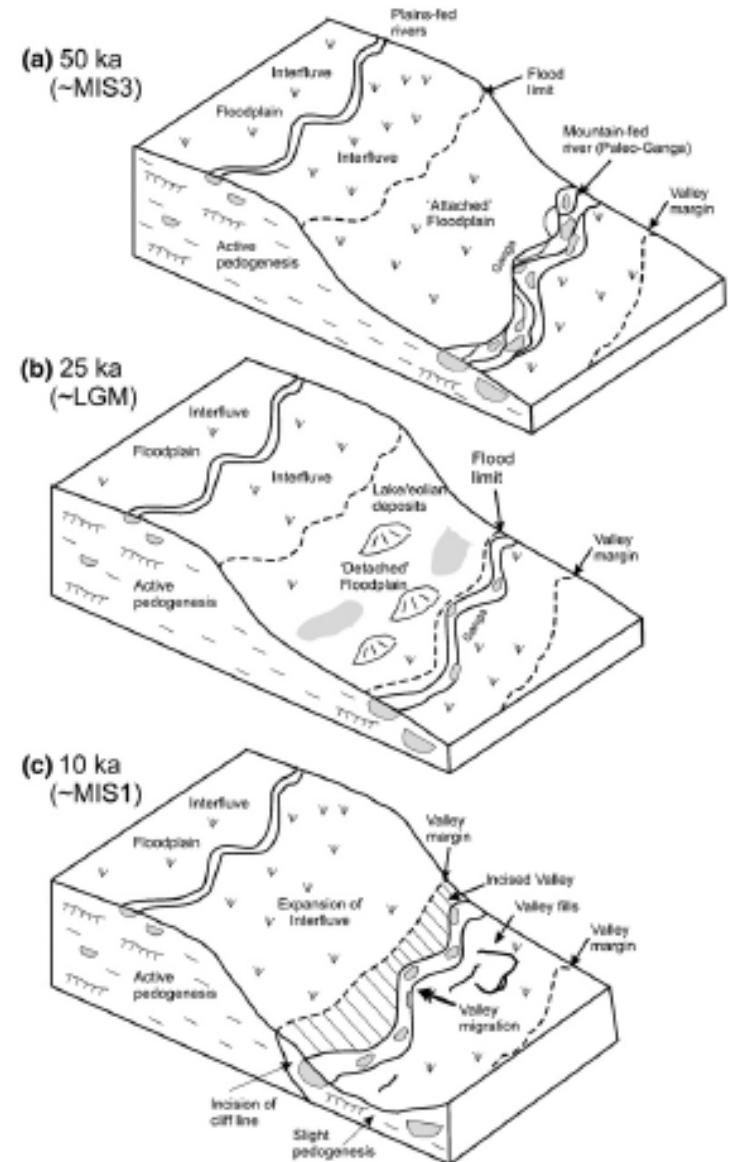 (a) 50 ka
(~MIS3)
Plains-fed
rivers
Interfluve
Floodplain
Interfluve
Flood
limit
Mountain-fed
river (Paleo-Ganga)
Valley
margin
'Attached'
Floodplain
Ganga
Active
pedogenesis
(b) 25 ka
(~LGM)
Interfluve
Floodplain
Interfluve
Lake/eolian
deposits
Flood
limit
Valley
margin
'Detached'
Floodplain
Ganga
Active
pedogenesis
(c) 10 ka
(~MIS1)
Interfluve
Floodplain
Valley
margin
Incised Valley
Valley fills
Valley
margin
Expansion of
Interfluve
Active
pedogenesis
Valley
migration
Incision of
cliff line
Slight
pedogenesis